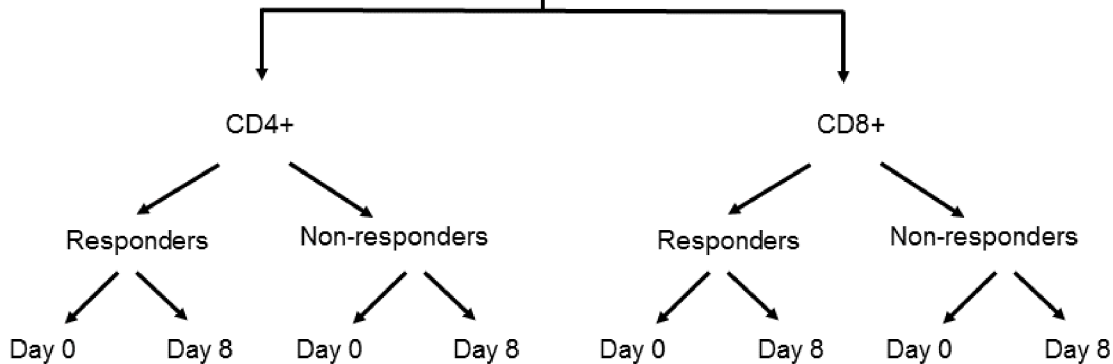 CD4+ CD8+
Responders Non-responders Responders Non-responders
Day 0 Day 8 Day 0 Day 8 Day 0 Day 8 Day 0 Day 8